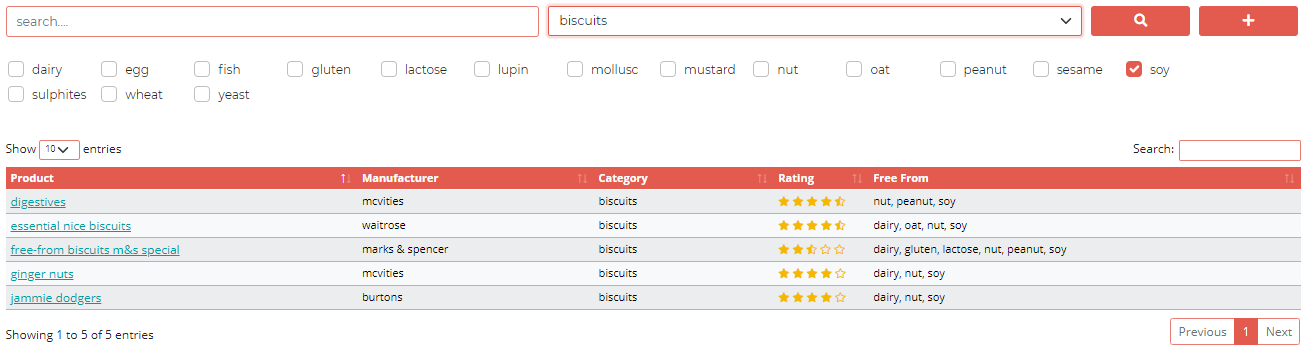 search.... biscuits
dairy egg fish gluten lactose lupin mollusc mustard nut oat peanut sesame soy
sulphites wheat yeast
Show 10 entries Search:
Product Manufacturer Category Rating Free From
digestives mcvities biscuits nut, peanut, soy
essential nice biscuits waitrose biscuits dairy, oat, nut, soy
free-from biscuits m&s special marks & spencer biscuits dairy, gluten, lactose, nut, peanut, soy
ginger nuts mcvities biscuits dairy, nut, soy
jammie dodgers burtons biscuits dairy, nut, soy
Showing 1 to 5 of 5 entries Previous 1 Next